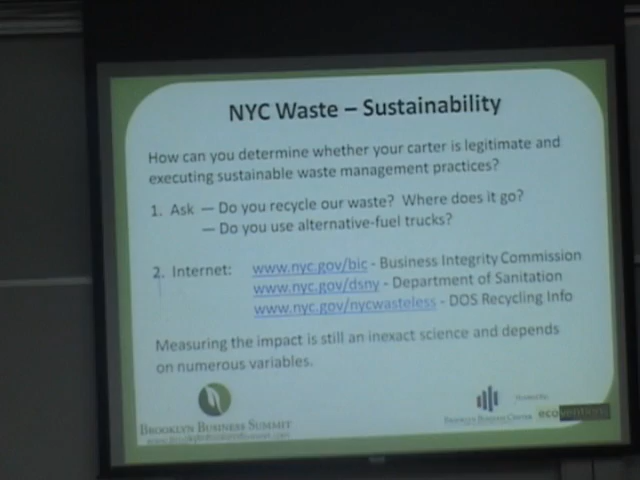 NYC Waste – Sustainability
How can you determine whether your carter is legitimate and
executing sustainable waste management practices?
1. Ask — Do you recycle our waste? Where does it go?
— Do you use alternative-fuel trucks?
2. Internet: www.nyc.gov/bic - Business Integrity Commission
www.nyc.gov/dsny - Department of Sanitation
www.nyc.gov/nycwasteless - DOS Recycling Info
Measuring the impact is still an inexact science and depends
on numerous variables.
BROOKLYN BUSINESS SUMMIT
BROOKLYN BUSINESS CENTER
eco